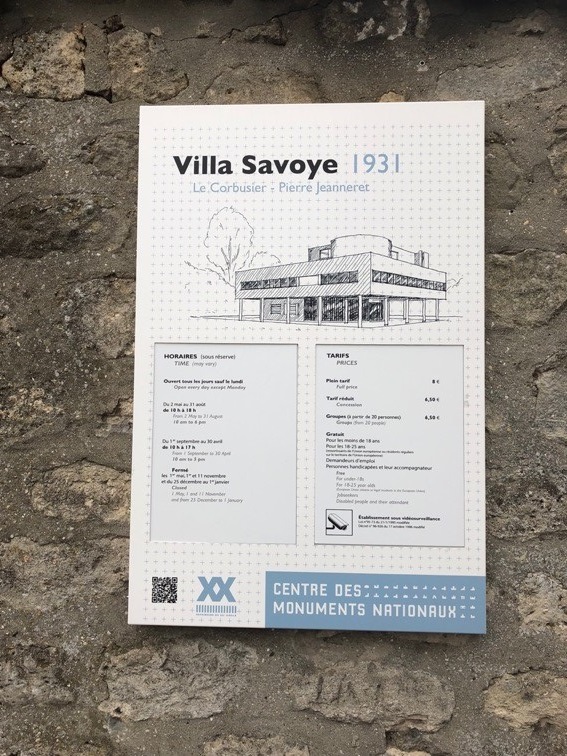 Villa Savoye 1931
Le Corbusier - Pierre Jeanneret
HORAIRES (sous réserve)
TIME (may vary)
Ouvert tous les jours sauf le lundi
Open every day except Monday
Du 2 mai au 31 août
de 10 h à 18 h
From 2 May to 31 August
10 am to 6 pm
Du 1er septembre au 30 avril
de 10 h à 17 h
From 1 September to 30 April
10 am to 5 pm
Fermé
les 1er mai, 1er et 11 novembre
et du 25 décembre au 1er janvier
Closed
1 May, 1 and 11 November
and from 25 December to 1 January
TARIFS
PRICES
Plein tarif 8 €
Full price
Tarif réduit 6,50 €
Concession
Groupes (à partir de 20 personnes) 6,50 €
Groups (from 20 people)
Gratuit
Pour les moins de 18 ans
Pour les 18-25 ans
Demandeurs d'emploi
Personnes handicapées et leur accompagnateur
Free
For under-18s
For 18-25 year olds
Jobseekers
Disabled people and their attendant
Établissement sous vidéosurveillance
XX
CENTRE DES
MONUMENTS NATIONAUX